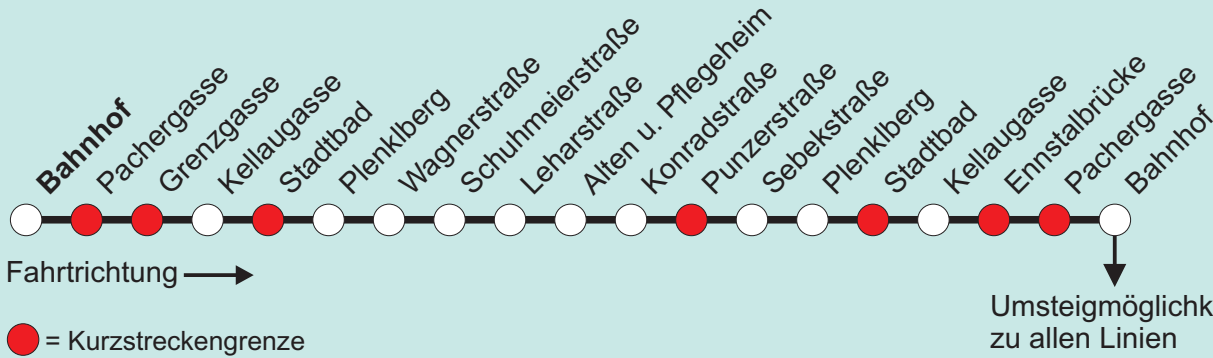 Bahnhof
Pachergasse
Grenzgasse
Kellaugasse
Stadtbad
Plenklberg
Wagnerstraße
Schuhmeierstraße
Leharstraße
Alten u. Pflegeheim
Konradstraße
Punzerstraße
Sebekstraße
Plenklberg
Stadtbad
Kellaugasse
Ennstalbrücke
Pachergasse
Bahnhof
Fahrtrichtung
Umsteigmöglichk
zu allen Linien
= Kurzstreckengrenze